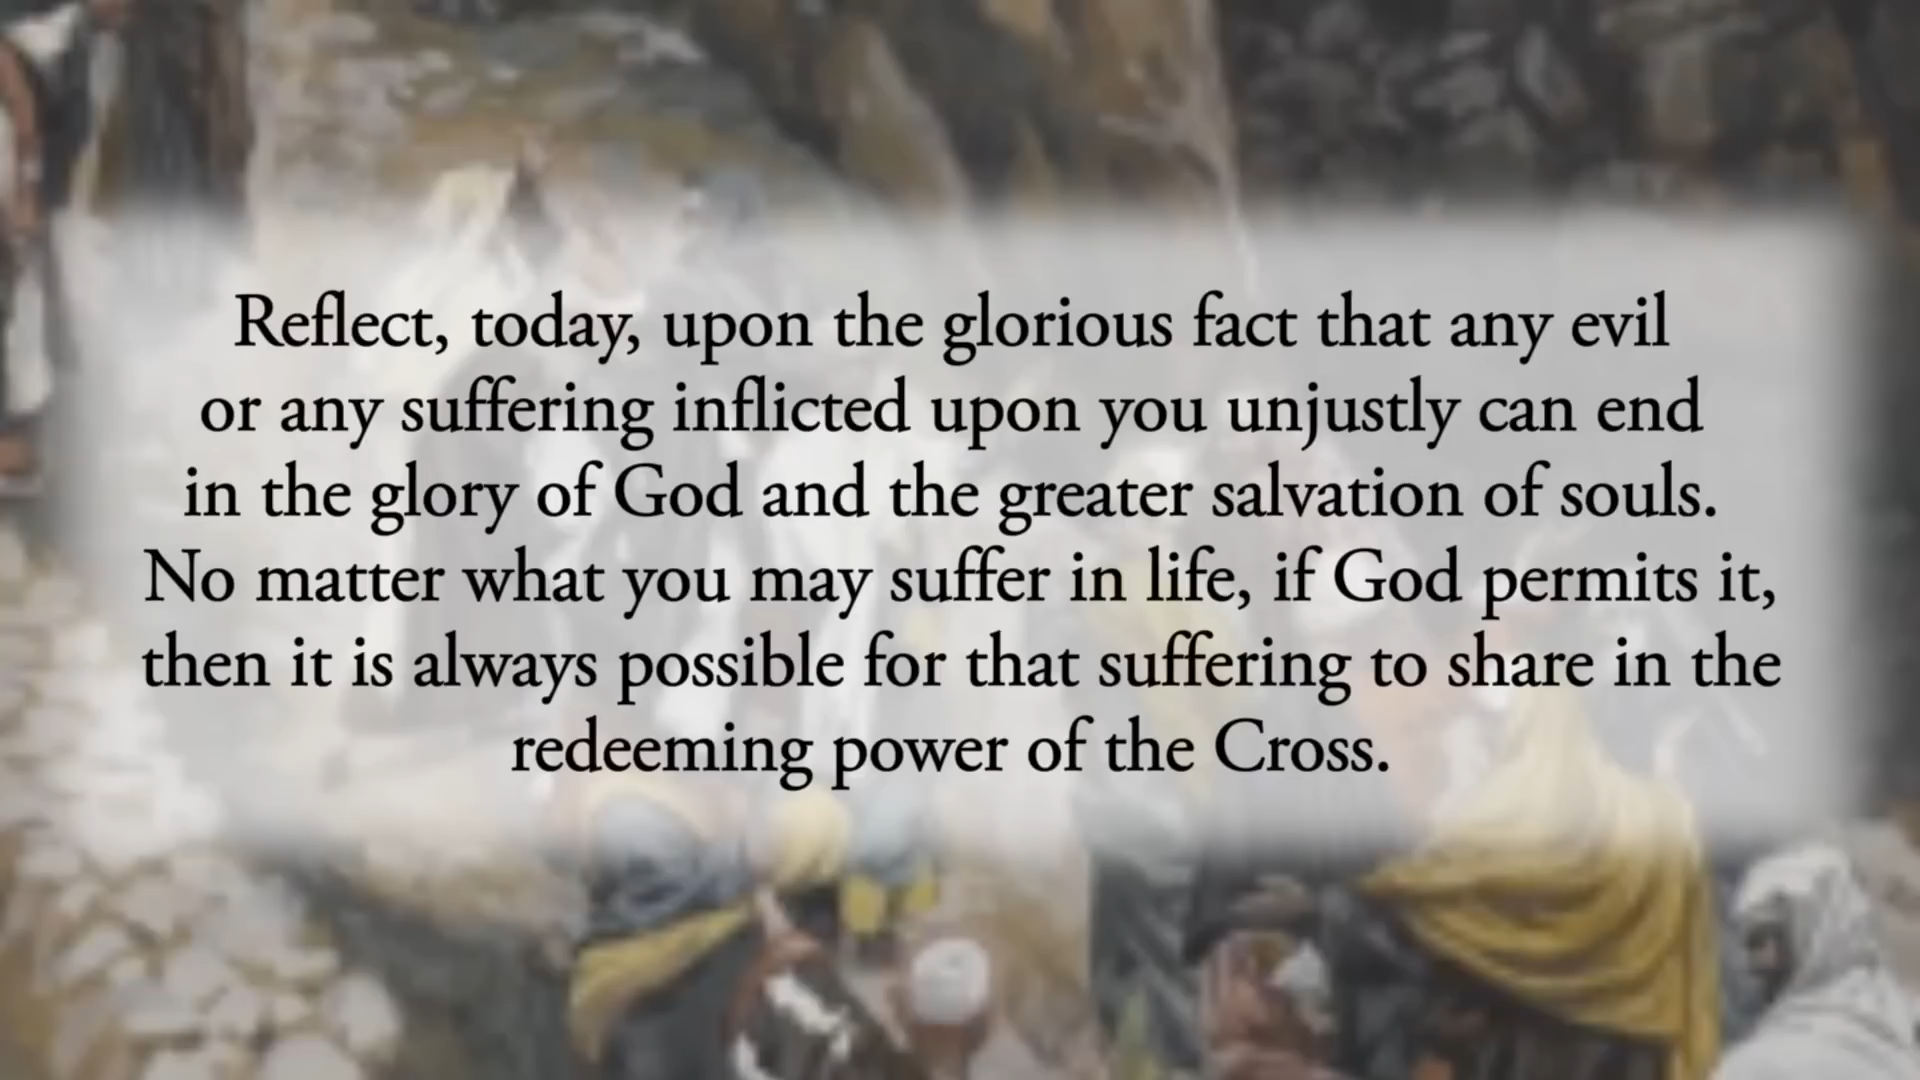 Reflect, today, upon the glorious fact that any evil
or any suffering inflicted upon you unjustly can end
in the glory of God and the greater salvation of souls.
No matter what you may suffer in life, if God permits it,
then it is always possible for that suffering to share in the
redeeming power of the Cross.